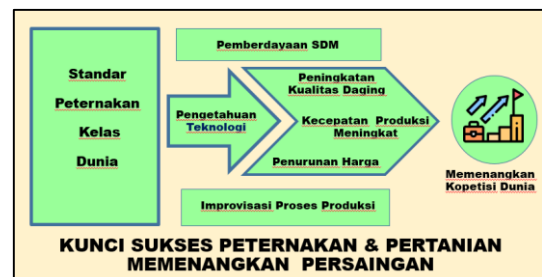 Pemberdayaan SDM
Standar
Peternakan
Kelas
Dunia
Pengetahuan
Teknologi
Peningkatan
Kualitas Daging
Kecepatan Produksi
Meningkat
Penurunan Harga
Memenangkan
Kopetisi Dunia
Improvisasi Proses Produksi
KUNCI SUKSES PETERNAKAN & PERTANIAN
MEMENANGKAN PERSAINGAN